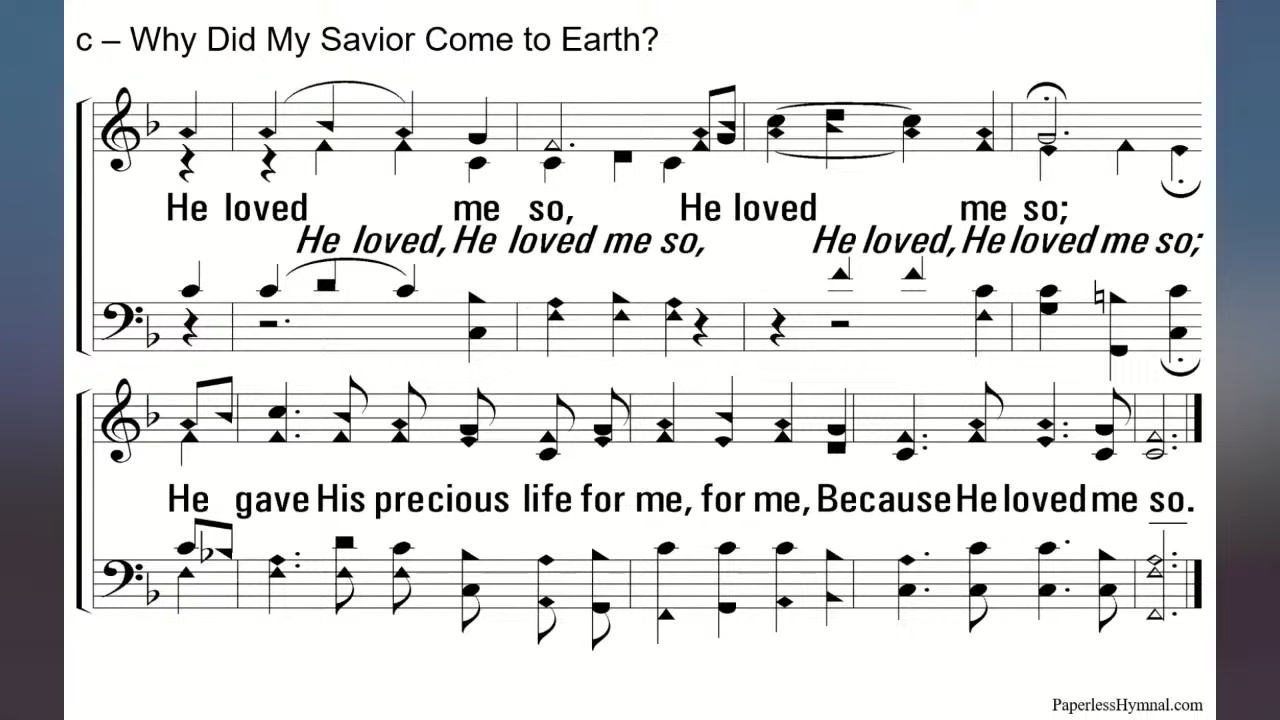 c – Why Did My Savior Come to Earth?
He loved me so, He loved me so;
He loved, He loved me so, He loved, He loved me so;
He gave His precious life for me, for me, Because He loved me so.
PaperlessHymnal.com